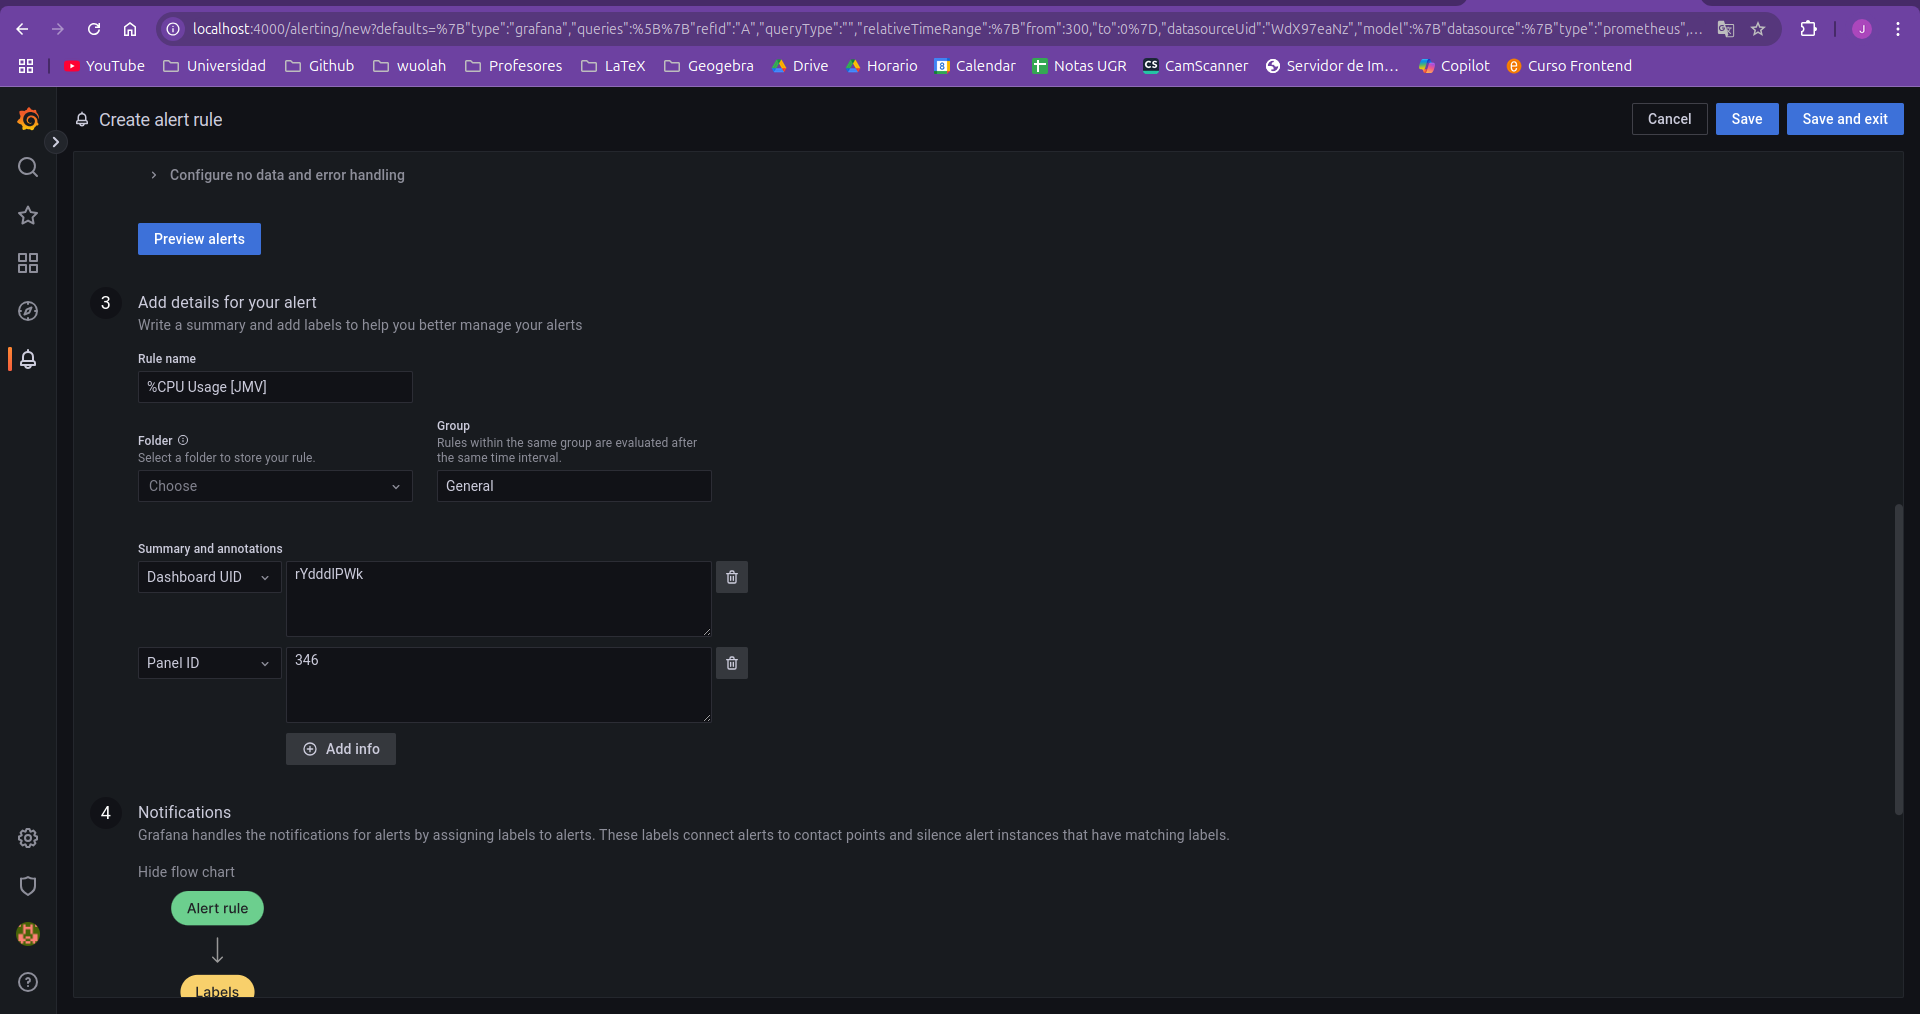 localhost:4000/alerting/new?defaults=%7B"type":"grafana","queries":%5B%7B"refId":"A","queryType":"","relativeTimeRange":%7B"from":300,"to":0%7D,"datasourceUid":"WdX97eaNz","model":%7B"datasource":%7B"type":"prometheus",...
J
YouTube Universidad Github wuolah Profesores LaTeX Geogebra Drive Horario 8 Calendar Notas UGR CS CamScanner Servidor de Im... Copilot e Curso Frontend
Create alert rule
Cancel Save Save and exit
Configure no data and error handling
Preview alerts
3 Add details for your alert
Write a summary and add labels to help you better manage your alerts
Rule name
%CPU Usage [JMV]
Folder
Select a folder to store your rule.
Choose
Group
Rules within the same group are evaluated after
the same time interval.
General
Summary and annotations
Dashboard UID rYdddlPWk
Panel ID 346
Add info
4 Notifications
Grafana handles the notifications for alerts by assigning labels to alerts. These labels connect alerts to contact points and silence alert instances that have matching labels.
Hide flow chart
Alert rule
Labels